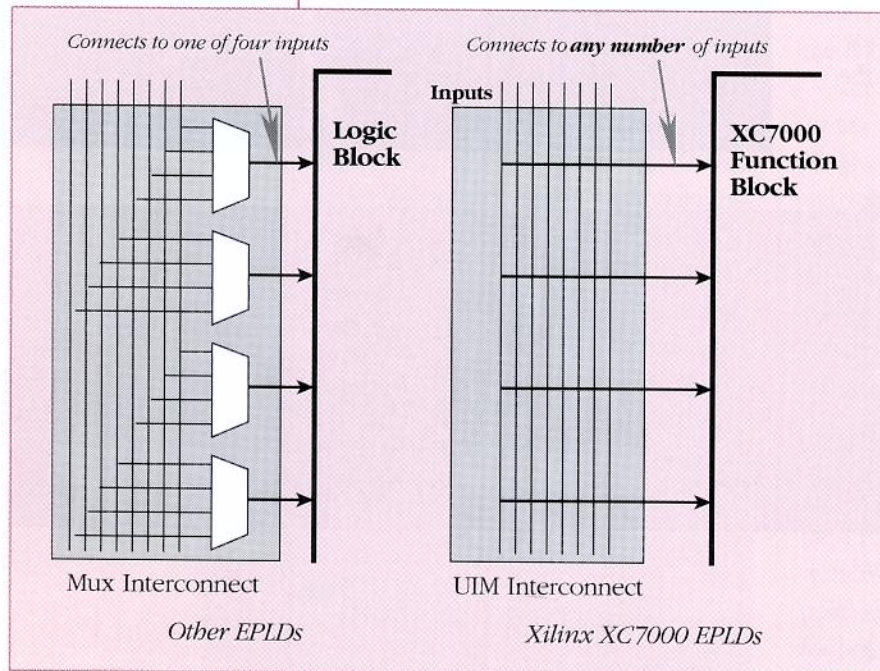 Connects to one of four inputs
Logic
Block
Mux Interconnect
Other EPLDs
Connects to any number of inputs
Inputs
XC7000
Function
Block
UIM Interconnect
Xilinx XC7000 EPLDs